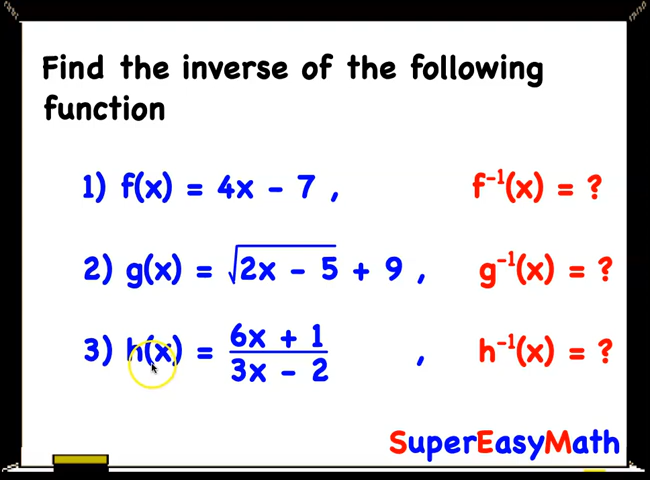 Find the inverse of the following
function
1) f(x) = 4x − 7 , f⁻¹(x) = ?
2) g(x) = √(2x − 5) + 9 , g⁻¹(x) = ?
3) h(x) = (6x + 1)/(3x − 2) , h⁻¹(x) = ?
SuperEasyMath